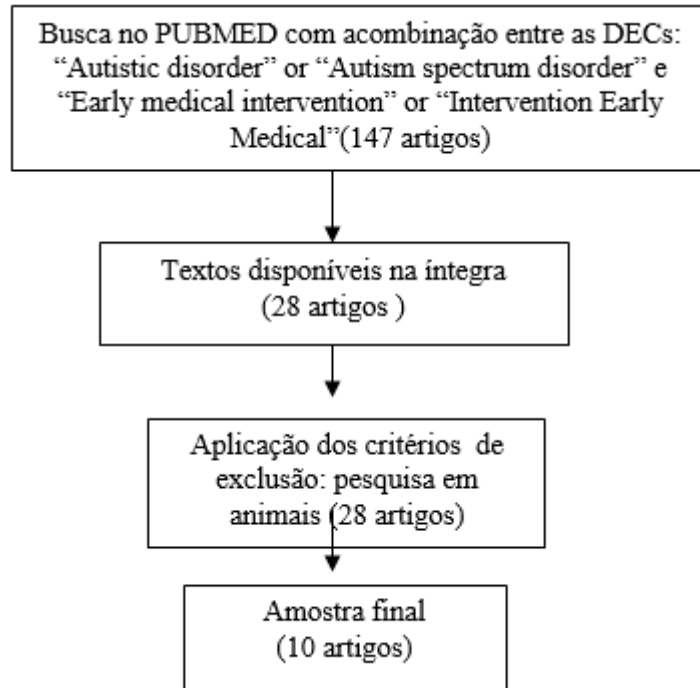 Busca no PUBMED com acombinação entre as DECs:
“Autistic disorder” or “Autism spectrum disorder” e
“Early medical intervention” or “Intervention Early
Medical”(147 artigos)
Textos disponíveis na íntegra
(28 artigos )
Aplicação dos critérios de
exclusão: pesquisa em
animais (28 artigos)
Amostra final
(10 artigos)